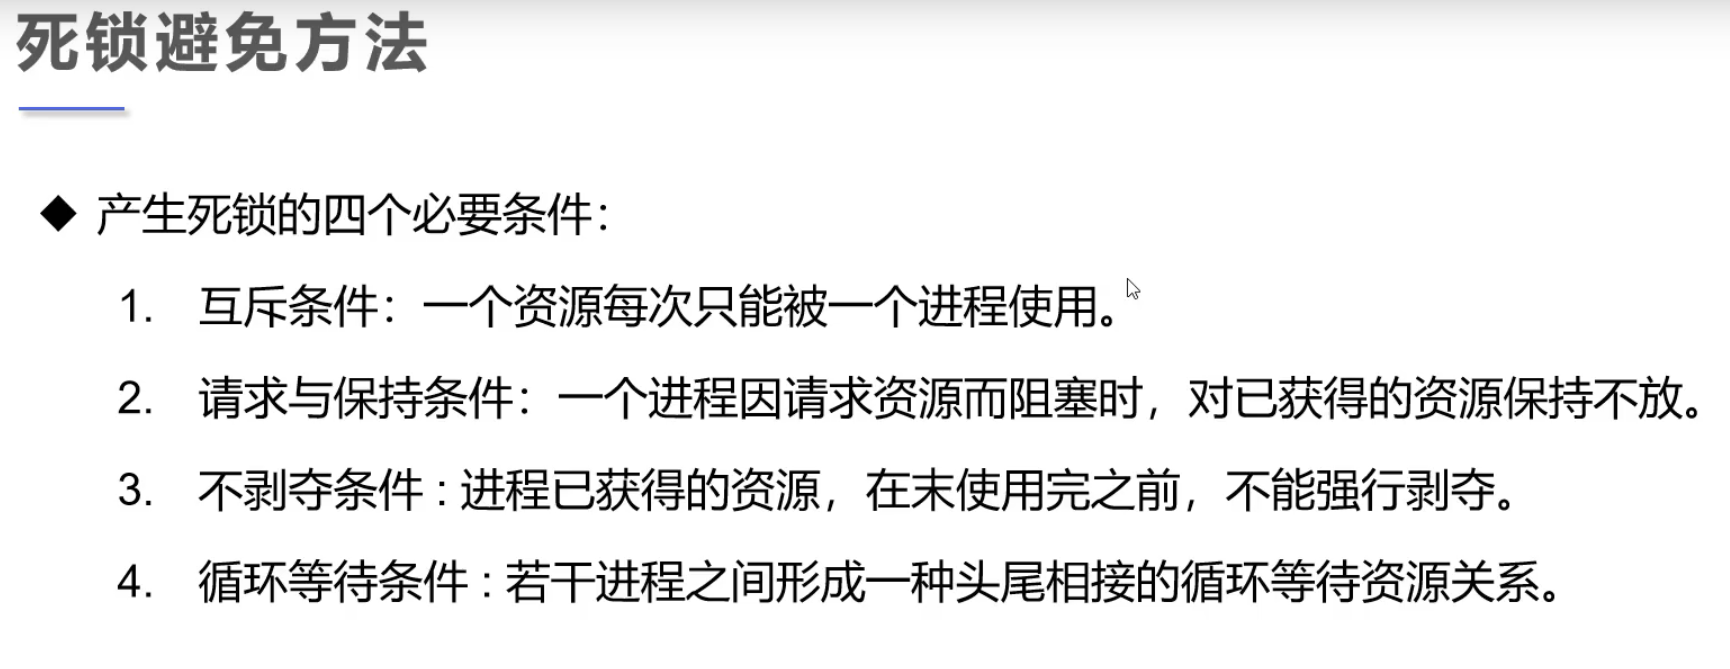 死锁避免方法
◆ 产生死锁的四个必要条件：
1. 互斥条件：一个资源每次只能被一个进程使用。
2. 请求与保持条件：一个进程因请求资源而阻塞时，对已获得的资源保持不放。
3. 不剥夺条件 : 进程已获得的资源，在末使用完之前，不能强行剥夺。
4. 循环等待条件 : 若干进程之间形成一种头尾相接的循环等待资源关系。